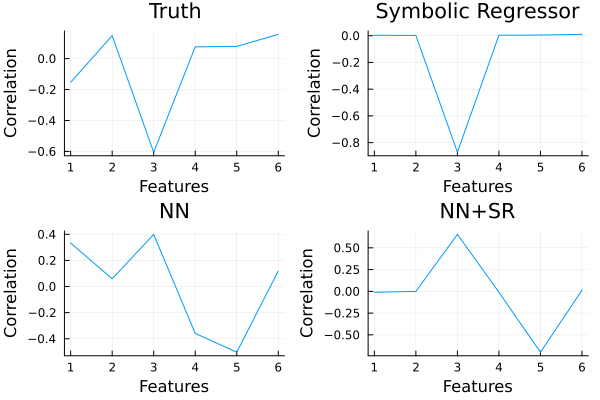 Truth
Correlation
0.0
−0.2
−0.4
−0.6
1 2 3 4 5 6
Features
Symbolic Regressor
Correlation
0.0
−0.2
−0.4
−0.6
−0.8
1 2 3 4 5 6
Features
NN
Correlation
0.4
0.2
0.0
−0.2
−0.4
1 2 3 4 5 6
Features
NN+SR
Correlation
0.50
0.25
0.00
−0.25
−0.50
1 2 3 4 5 6
Features